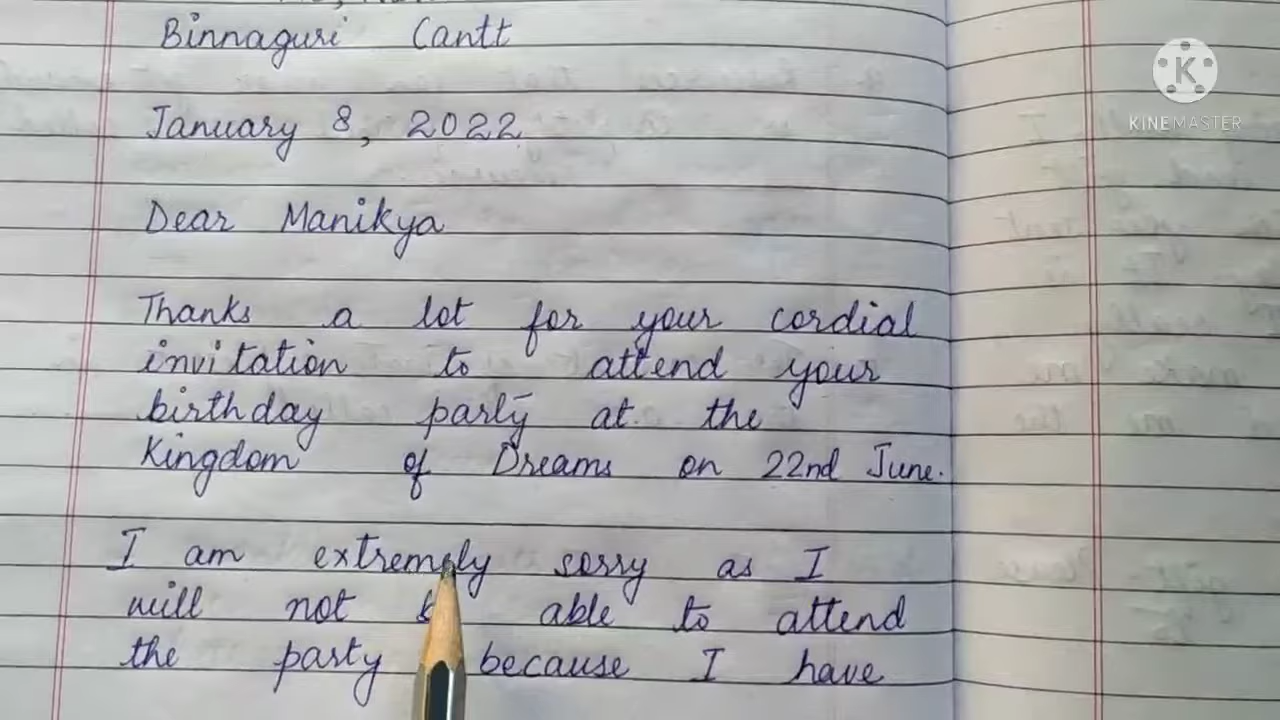 Binnaguri Cantt
January 8, 2022
Dear Manikya
Thanks a lot for your cordial
invitation to attend your
birthday party at the
Kingdom of Dreams on 22nd June.
I am extremely sorry as I
will not able to attend
the party because I have
KINEMASTER